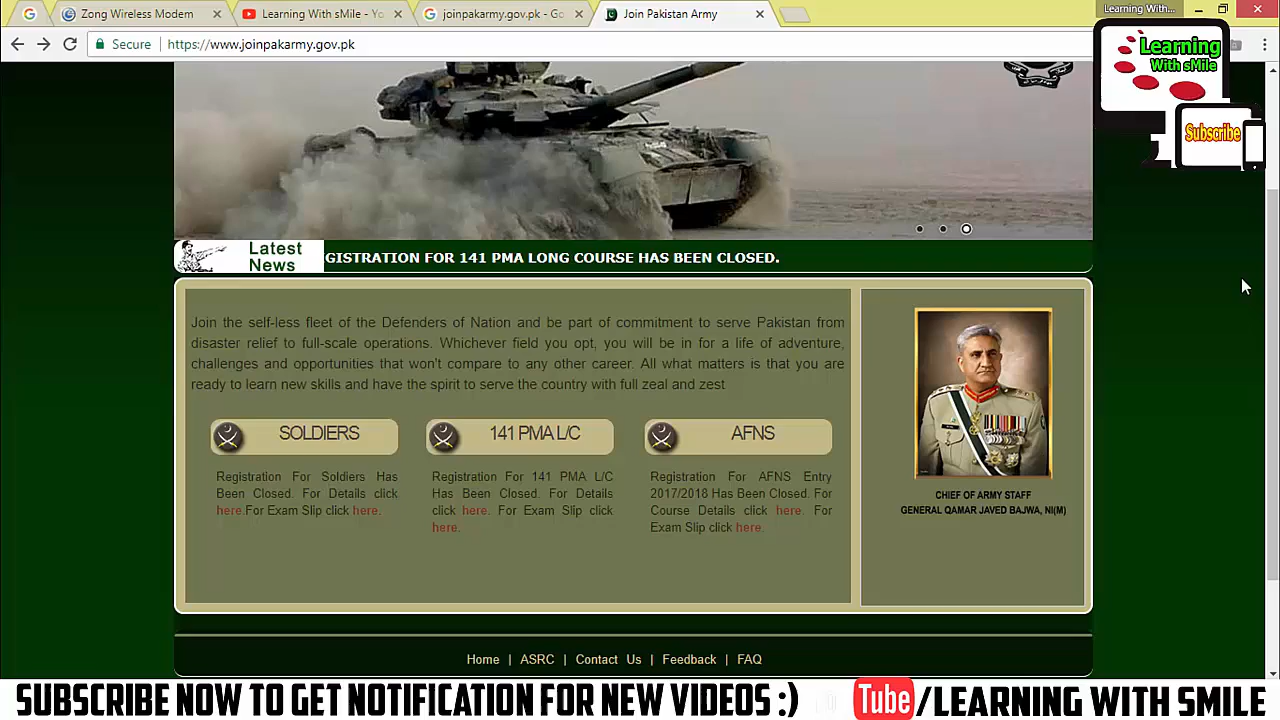 Zong Wireless Modem
Learning With sMile - Yo
joinpakarmy.gov.pk - Go
Join Pakistan Army
Learning With...
Secure
https://www.joinpakarmy.gov.pk
Learning
With sMile
Subscribe
Latest
News
GISTRATION FOR 141 PMA LONG COURSE HAS BEEN CLOSED.
Join the self-less fleet of the Defenders of Nation and be part of commitment to serve Pakistan from
disaster relief to full-scale operations. Whichever field you opt, you will be in for a life of adventure,
challenges and opportunities that won't compare to any other career. All what matters is that you are
ready to learn new skills and have the spirit to serve the country with full zeal and zest
SOLDIERS
Registration For Soldiers Has
Been Closed. For Details click
here.For Exam Slip click here.
141 PMA L/C
Registration For 141 PMA L/C
Has Been Closed. For Details
click here. For Exam Slip click
here.
AFNS
Registration For AFNS Entry
2017/2018 Has Been Closed. For
Course Details click here. For
Exam Slip click here.
CHIEF OF ARMY STAFF
GENERAL QAMAR JAVED BAJWA, NI(M)
Home | ASRC | Contact Us | Feedback | FAQ
SUBSCRIBE NOW TO GET NOTIFICATION FOR NEW VIDEOS :)
Tube/LEARNING WITH SMILE